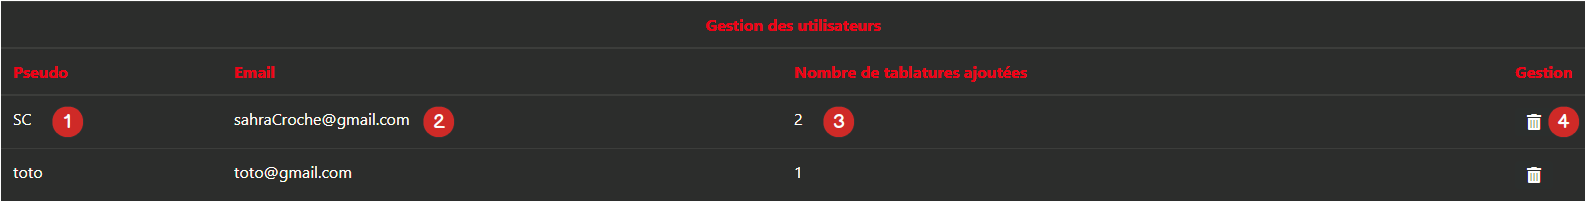 Gestion des utilisateurs
Pseudo Email Nombre de tablatures ajoutées Gestion
SC 1 sahraCroche@gmail.com 2 2 3 4
toto toto@gmail.com 1